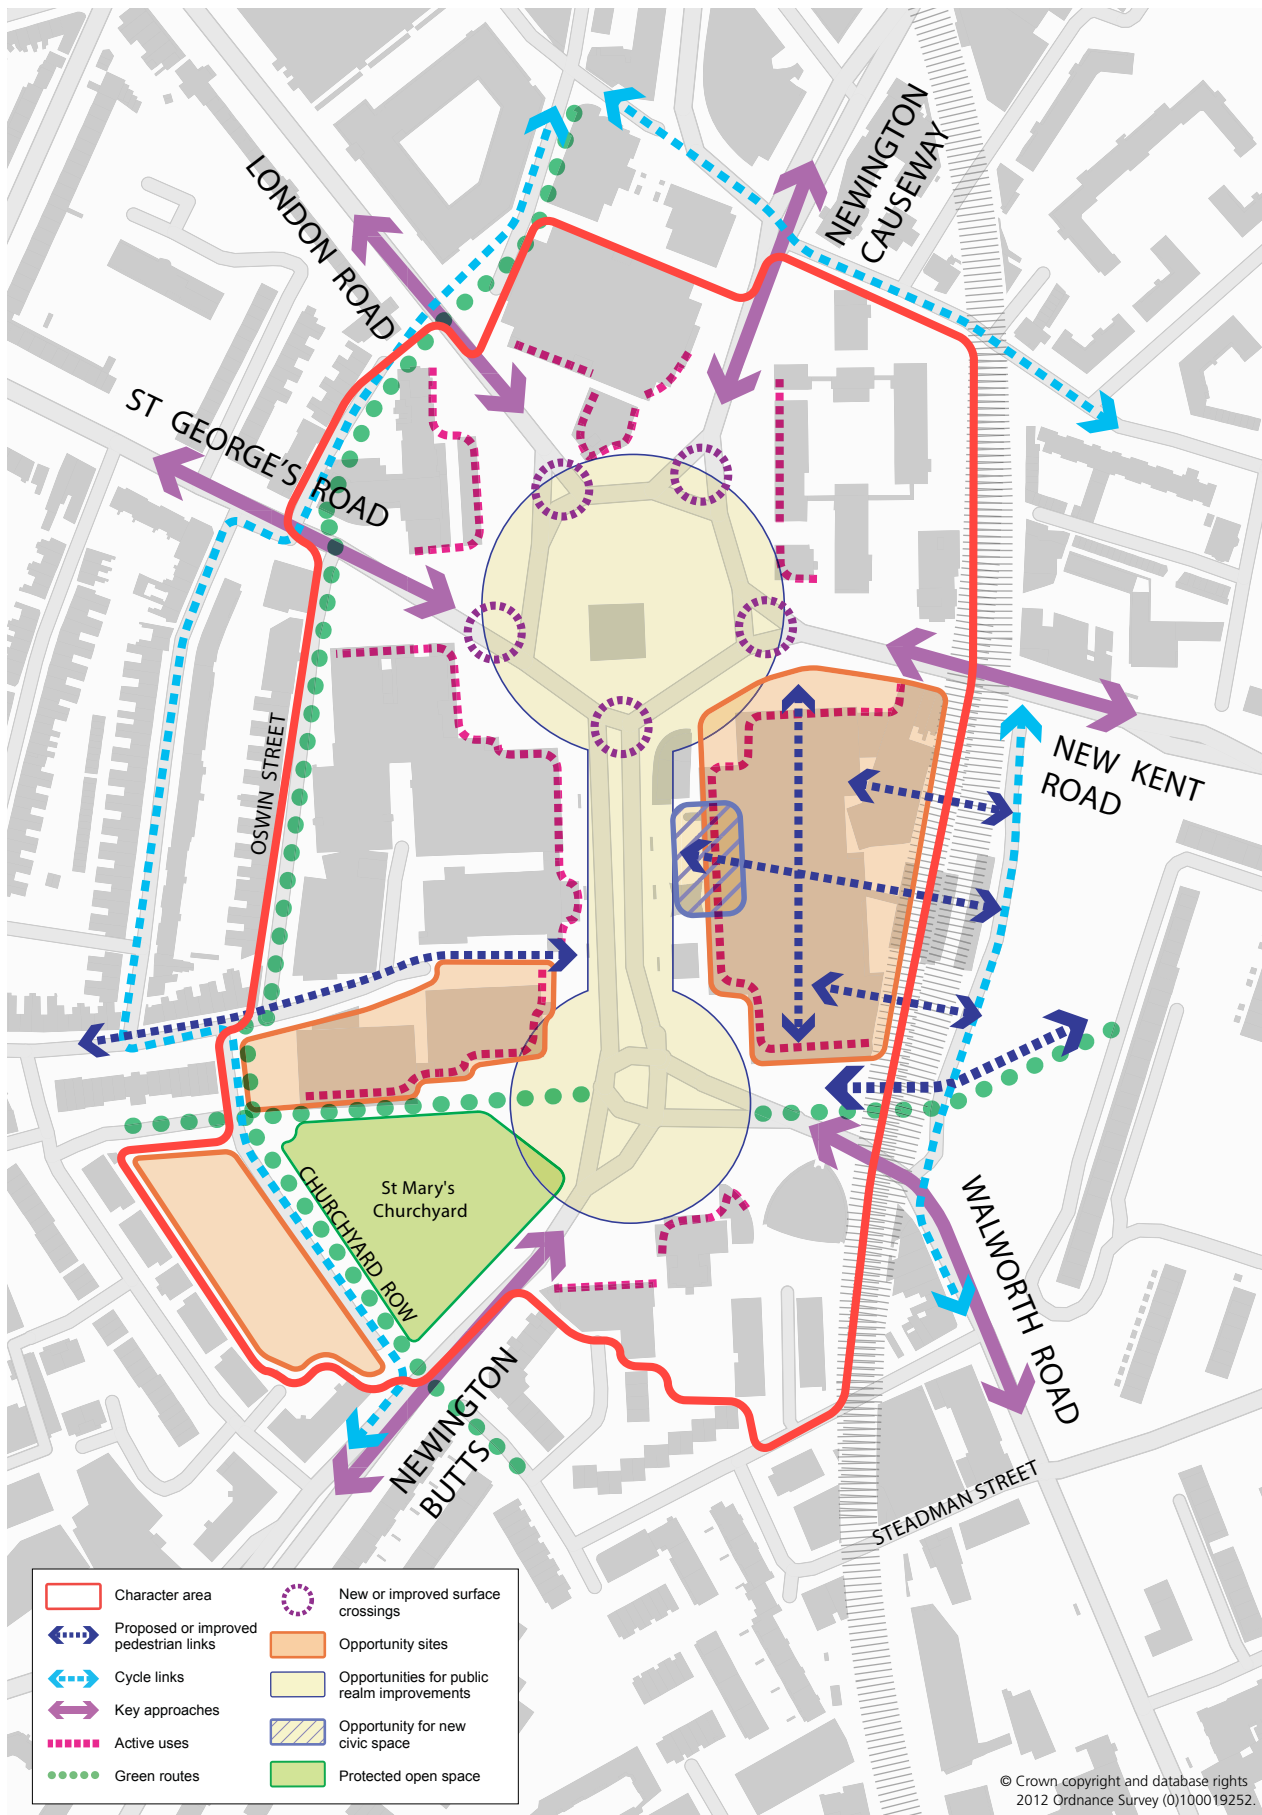 NEWINGTON
CAUSEWAY
LONDON ROAD
ST GEORGE'S ROAD
NEW KENT
ROAD
OSWIN STREET
St Mary's
Churchyard
CHURCHYARD ROW
WALWORTH ROAD
NEWINGTON
BUTTS
STEADMAN STREET
Character area
Proposed or improved
pedestrian links
Cycle links
Key approaches
Active uses
Green routes
New or improved surface
crossings
Opportunity sites
Opportunities for public
realm improvements
Opportunity for new
civic space
Protected open space
© Crown copyright and database rights
2012 Ordnance Survey (0)100019252.